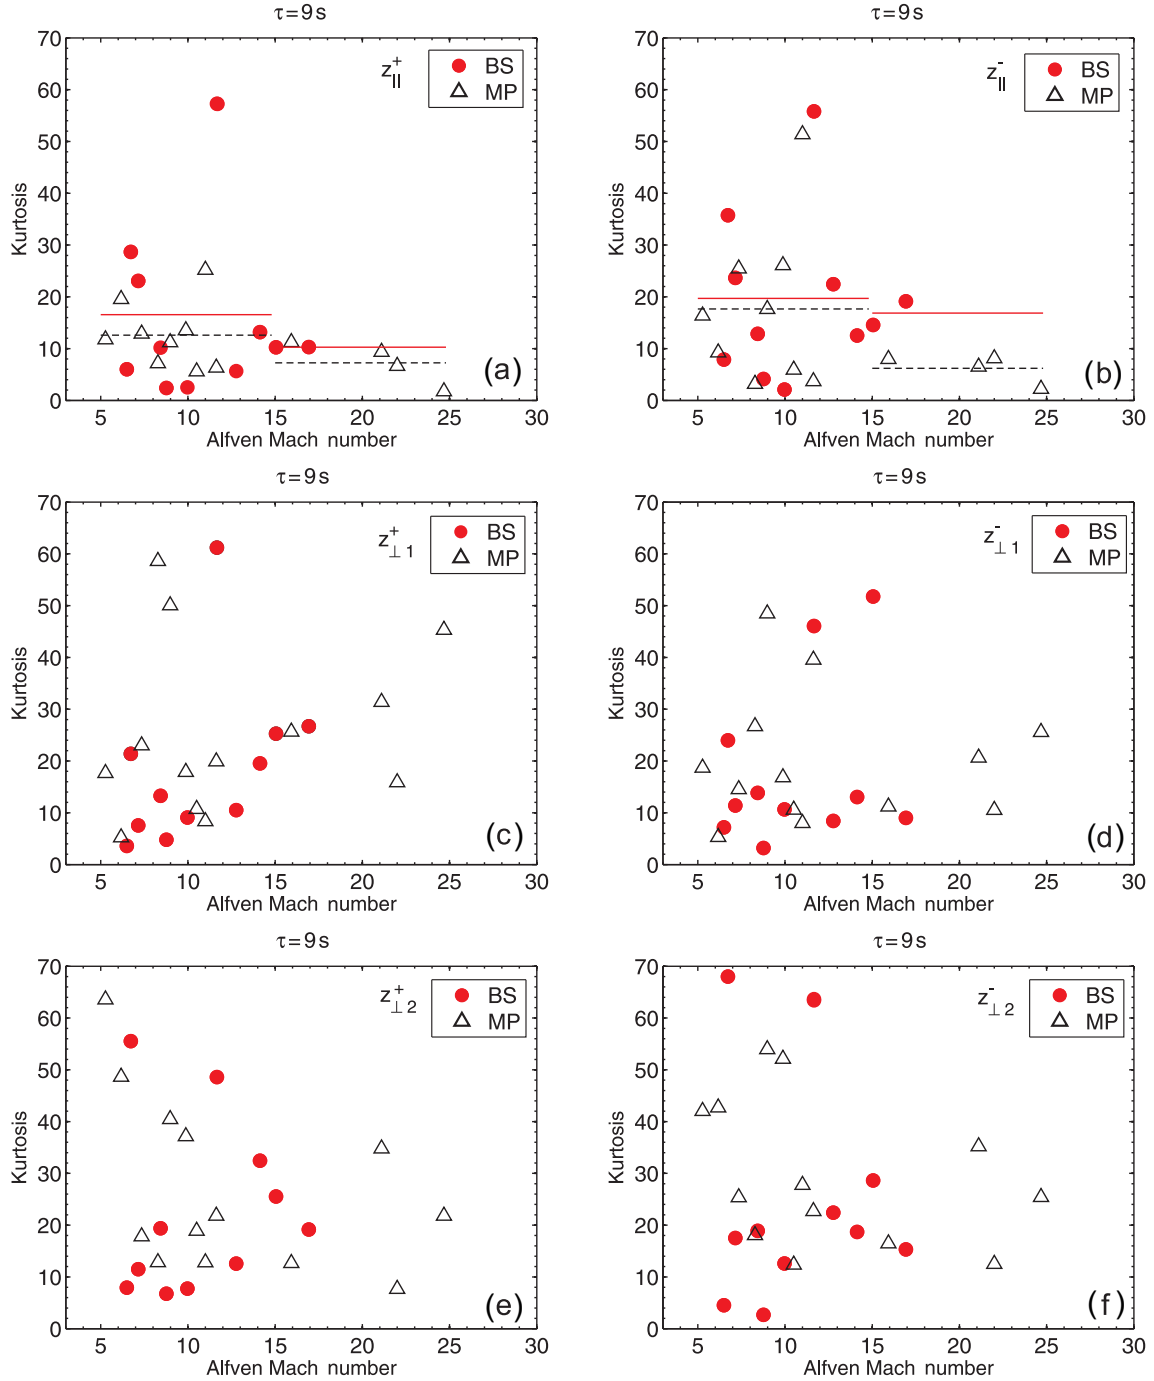 τ=9s
70
60
50
40
30
20
10
0
Kurtosis
z||+
BS
MP
(a)
5 10 15 20 25 30
Alfven Mach number
τ=9s
70
60
50
40
30
20
10
0
Kurtosis
z||-
BS
MP
(b)
5 10 15 20 25 30
Alfven Mach number
τ=9s
70
60
50
40
30
20
10
0
Kurtosis
z⊥1+
BS
MP
(c)
5 10 15 20 25 30
Alfven Mach number
τ=9s
70
60
50
40
30
20
10
0
Kurtosis
z⊥1-
BS
MP
(d)
5 10 15 20 25 30
Alfven Mach number
τ=9s
70
60
50
40
30
20
10
0
Kurtosis
z⊥2+
BS
MP
(e)
5 10 15 20 25 30
Alfven Mach number
τ=9s
70
60
50
40
30
20
10
0
Kurtosis
z⊥2-
BS
MP
(f)
5 10 15 20 25 30
Alfven Mach number